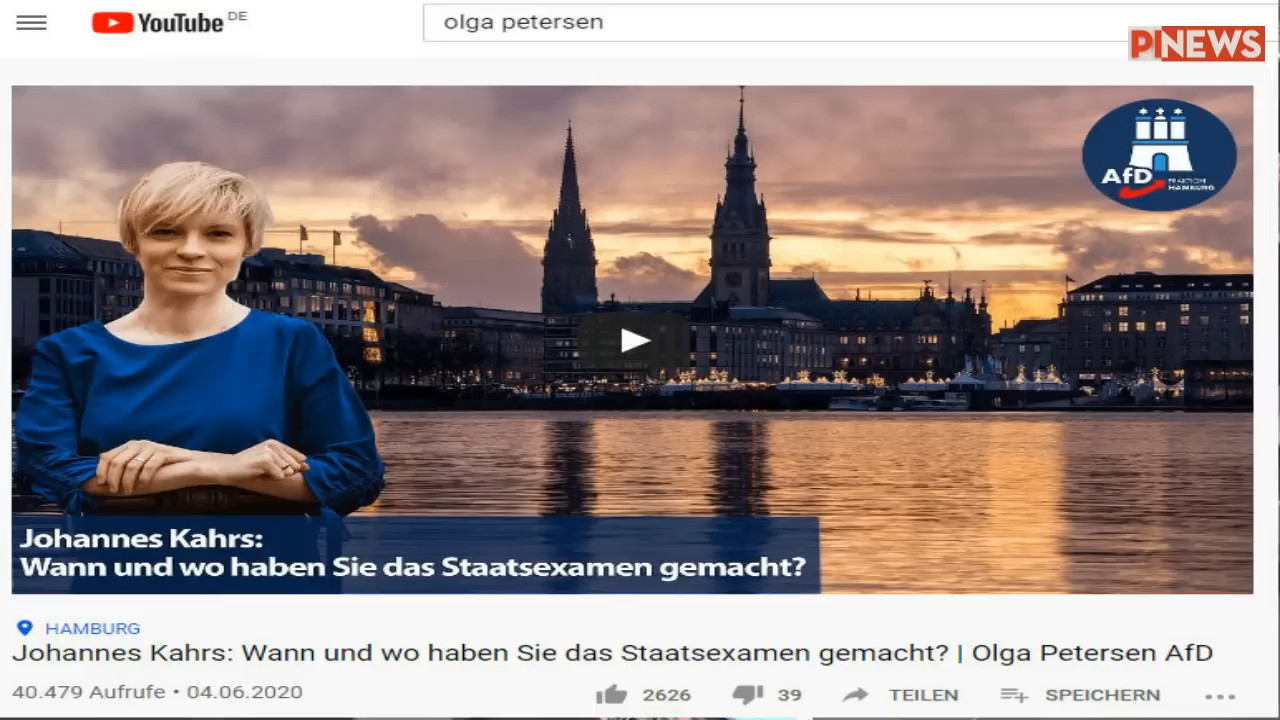 YouTube DE
olga petersen
PINEWS
AfD
FRAKTION
HAMBURG
Johannes Kahrs:
Wann und wo haben Sie das Staatsexamen gemacht?
HAMBURG
Johannes Kahrs: Wann und wo haben Sie das Staatsexamen gemacht? | Olga Petersen AfD
40.479 Aufrufe • 04.06.2020
2626
39
TEILEN
SPEICHERN